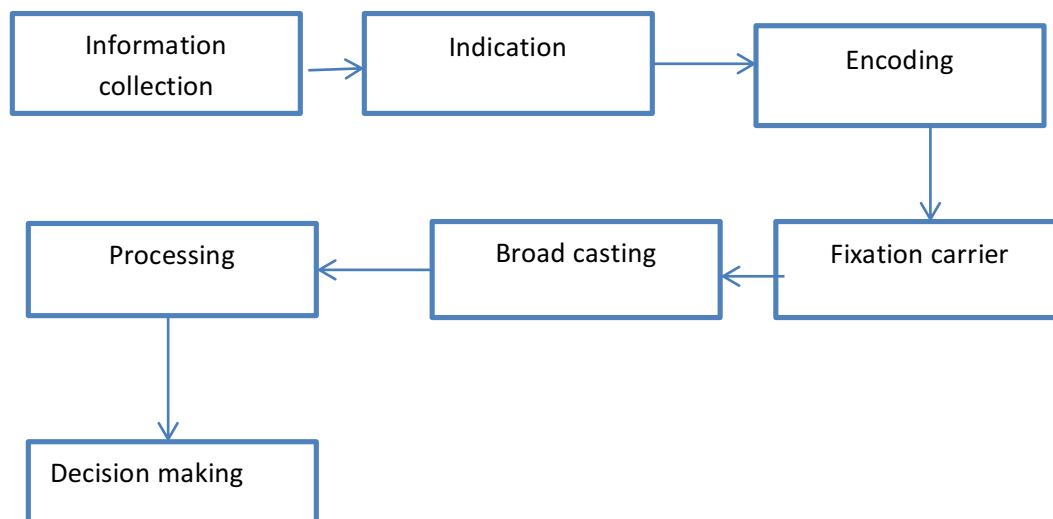 Information
collection
Indication
Encoding
Fixation carrier
Broad casting
Processing
Decision making